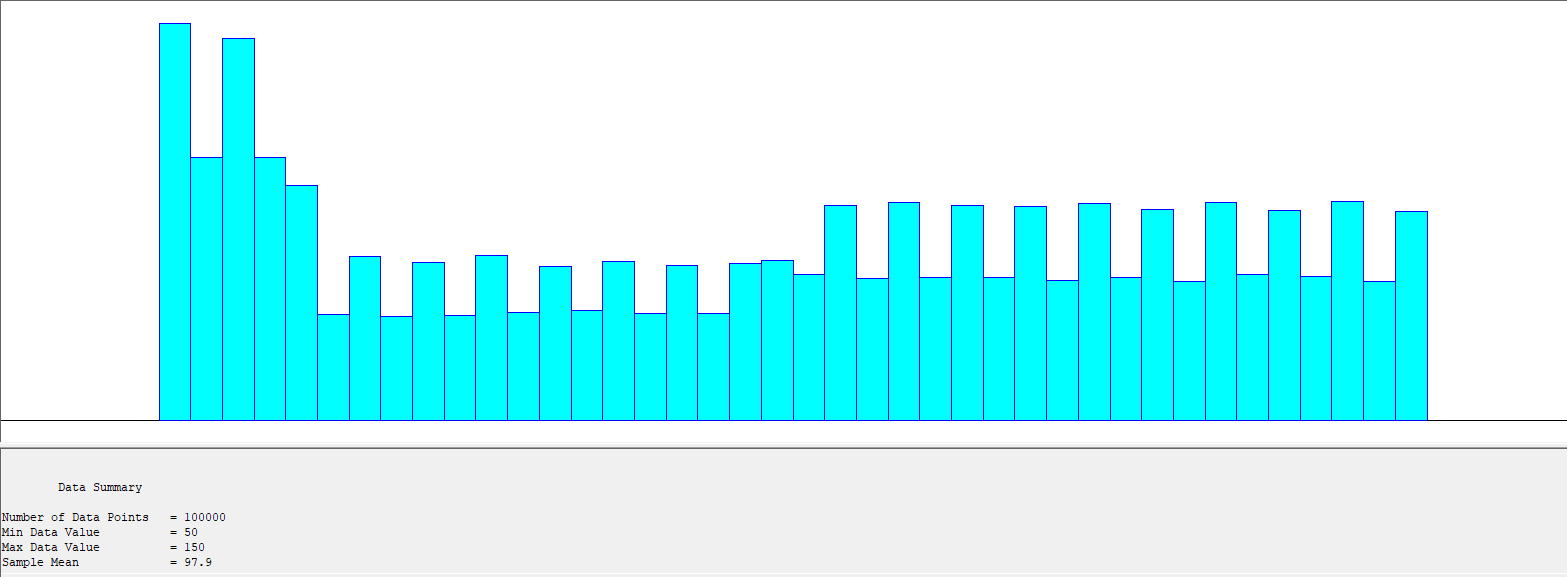 Data Summary
Number of Data Points = 100000
Min Data Value = 50
Max Data Value = 150
Sample Mean = 97.9